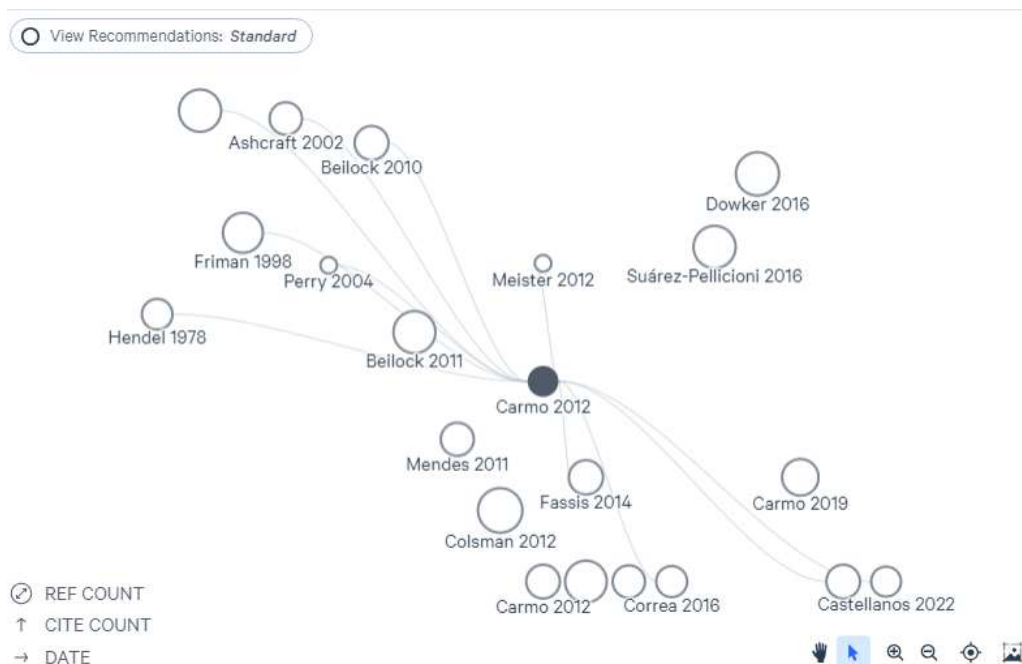 View Recommendations: Standard
Ashcraft 2002
Beilock 2010
Dowker 2016
Friman 1998
Perry 2004
Meister 2012
Suárez-Pellicioni 2016
Hendel 1978
Beilock 2011
Carmo 2012
Mendes 2011
Fassis 2014
Carmo 2019
Colsman 2012
Carmo 2012
Correa 2016
Castellanos 2022
REF COUNT
↑ CITE COUNT
→ DATE